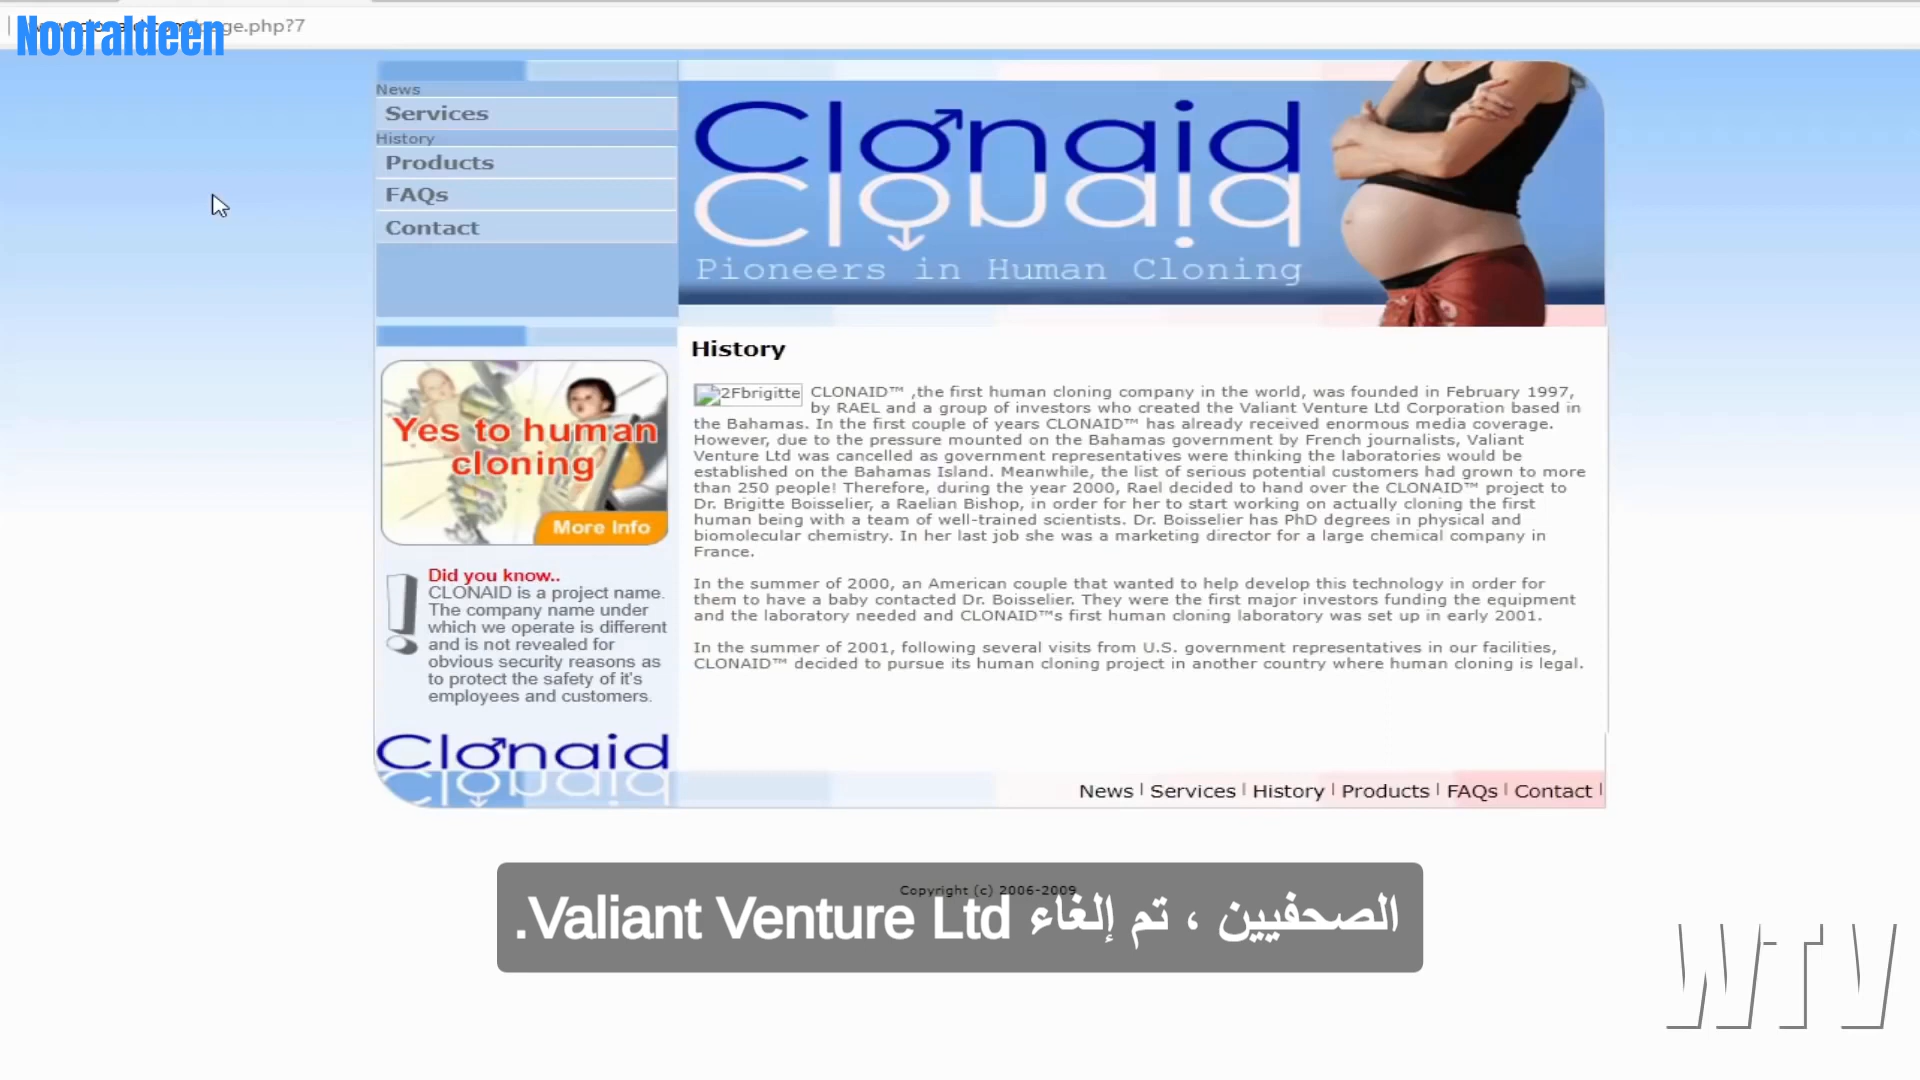 page.php?7
Nooraldeen
News
Services
History
Products
FAQs
Contact
Clonaid
Clonaid
Pioneers in Human Cloning
Yes to human
cloning
More Info
Did you know..
CLONAID is a project name.
The company name under
which we operate is different
and is not revealed for
obvious security reasons as
to protect the safety of it's
employees and customers.
Clonaid
Clonaid
History
2Fbrigitte CLONAID™ ,the first human cloning company in the world, was founded in February 1997,
by RAEL and a group of investors who created the Valiant Venture Ltd Corporation based in
the Bahamas. In the first couple of years CLONAID™ has already received enormous media coverage.
However, due to the pressure mounted on the Bahamas government by French journalists, Valiant
Venture Ltd was cancelled as government representatives were thinking the laboratories would be
established on the Bahamas Island. Meanwhile, the list of serious potential customers had grown to more
than 250 people! Therefore, during the year 2000, Rael decided to hand over the CLONAID™ project to
Dr. Brigitte Boisselier, a Raelian Bishop, in order for her to start working on actually cloning the first
human being with a team of well-trained scientists. Dr. Boisselier has PhD degrees in physical and
biomolecular chemistry. In her last job she was a marketing director for a large chemical company in
France.
In the summer of 2000, an American couple that wanted to help develop this technology in order for
them to have a baby contacted Dr. Boisselier. They were the first major investors funding the equipment
and the laboratory needed and CLONAID™s first human cloning laboratory was set up in early 2001.
In the summer of 2001, following several visits from U.S. government representatives in our facilities,
CLONAID™ decided to pursue its human cloning project in another country where human cloning is legal.
News | Services | History | Products | FAQs | Contact |
Copyright (c) 2006-2009
الصحفيين ، تم إلغاء Valiant Venture Ltd.
WTV